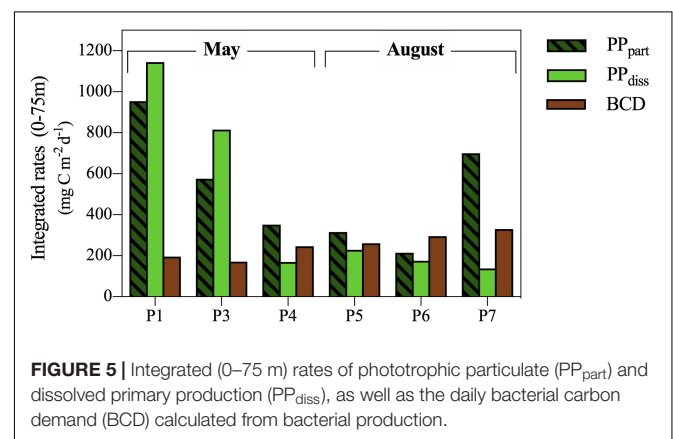 1200
1000
800
600
400
200
0
Integrated rates (0-75m)
(mg C m⁻² d⁻¹)
May August
P1 P3 P4 P5 P6 P7
PPpart
PPdiss
BCD
FIGURE 5 | Integrated (0–75 m) rates of phototrophic particulate (PPpart) and
dissolved primary production (PPdiss), as well as the daily bacterial carbon
demand (BCD) calculated from bacterial production.